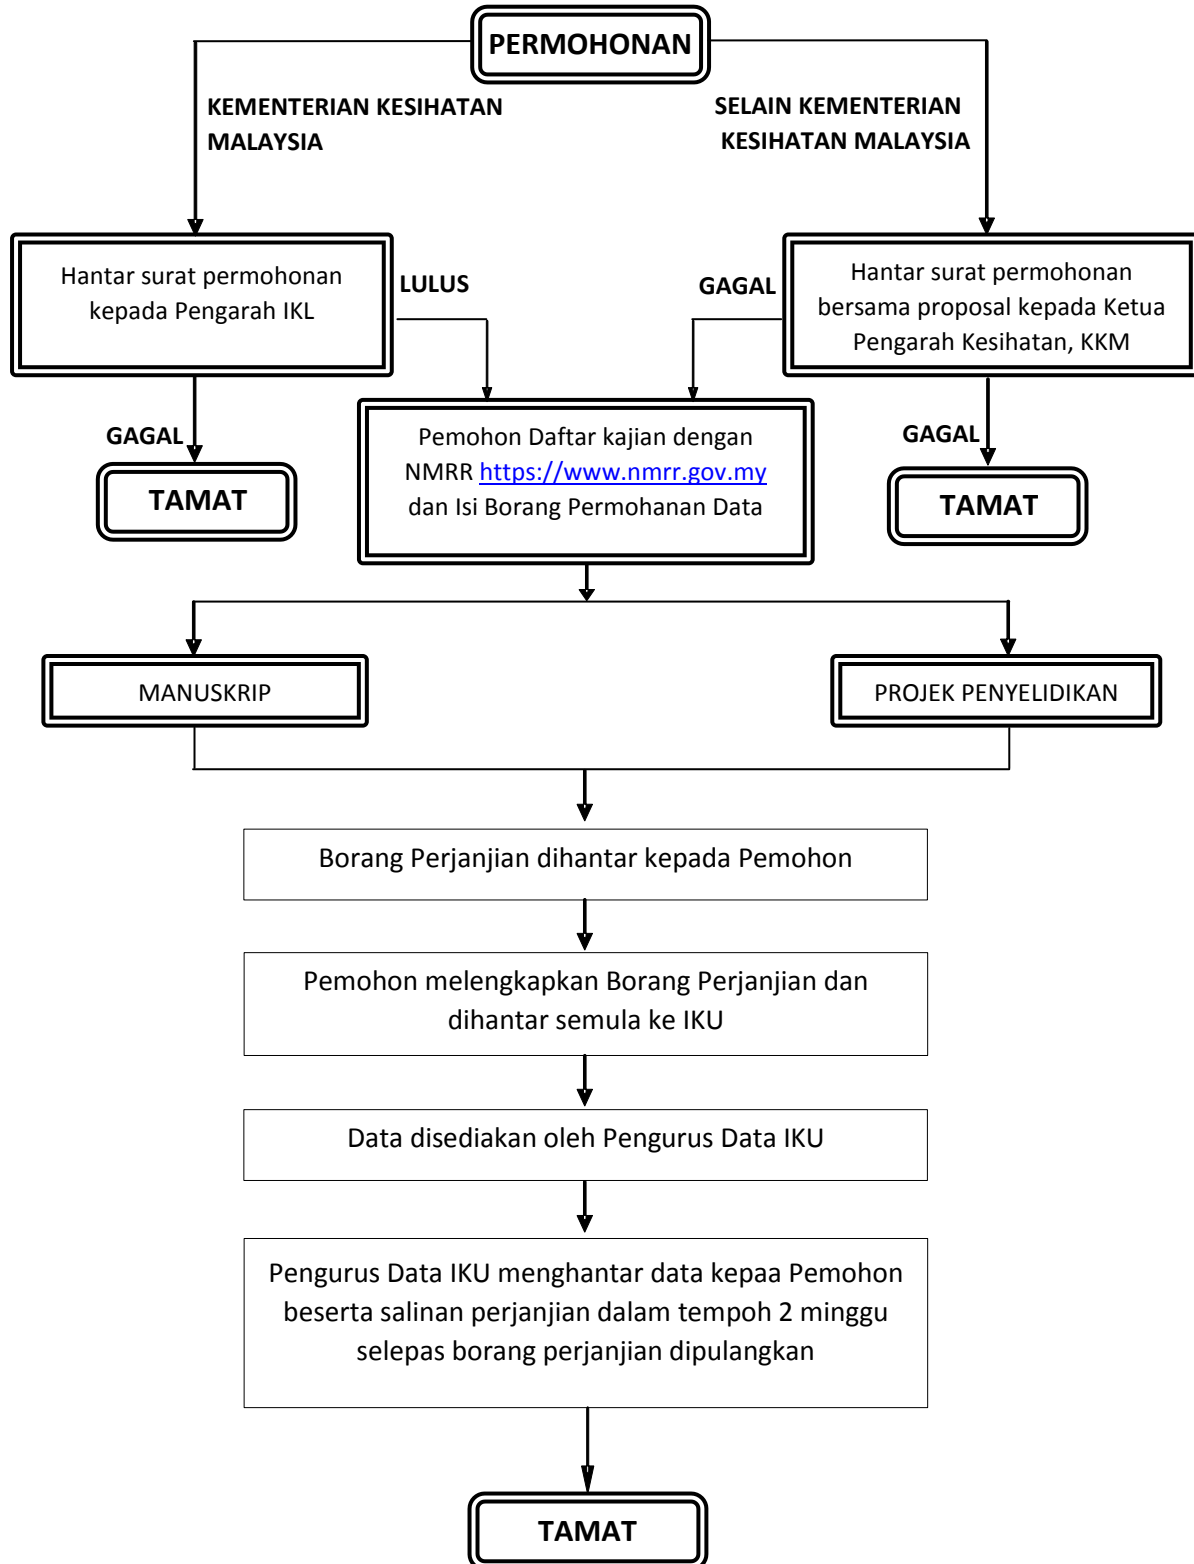 PERMOHONAN
KEMENTERIAN KESIHATAN
MALAYSIA
SELAIN KEMENTERIAN
KESIHATAN MALAYSIA
Hantar surat permohonan
kepada Pengarah IKL
LULUS
GAGAL
Hantar surat permohonan
bersama proposal kepada Ketua
Pengarah Kesihatan, KKM
GAGAL
TAMAT
Pemohon Daftar kajian dengan
NMRR https://www.nmrr.gov.my
dan Isi Borang Permohanan Data
GAGAL
TAMAT
MANUSKRIP
PROJEK PENYELIDIKAN
Borang Perjanjian dihantar kepada Pemohon
Pemohon melengkapkan Borang Perjanjian dan
dihantar semula ke IKU
Data disediakan oleh Pengurus Data IKU
Pengurus Data IKU menghantar data kepaa Pemohon
beserta salinan perjanjian dalam tempoh 2 minggu
selepas borang perjanjian dipulangkan
TAMAT